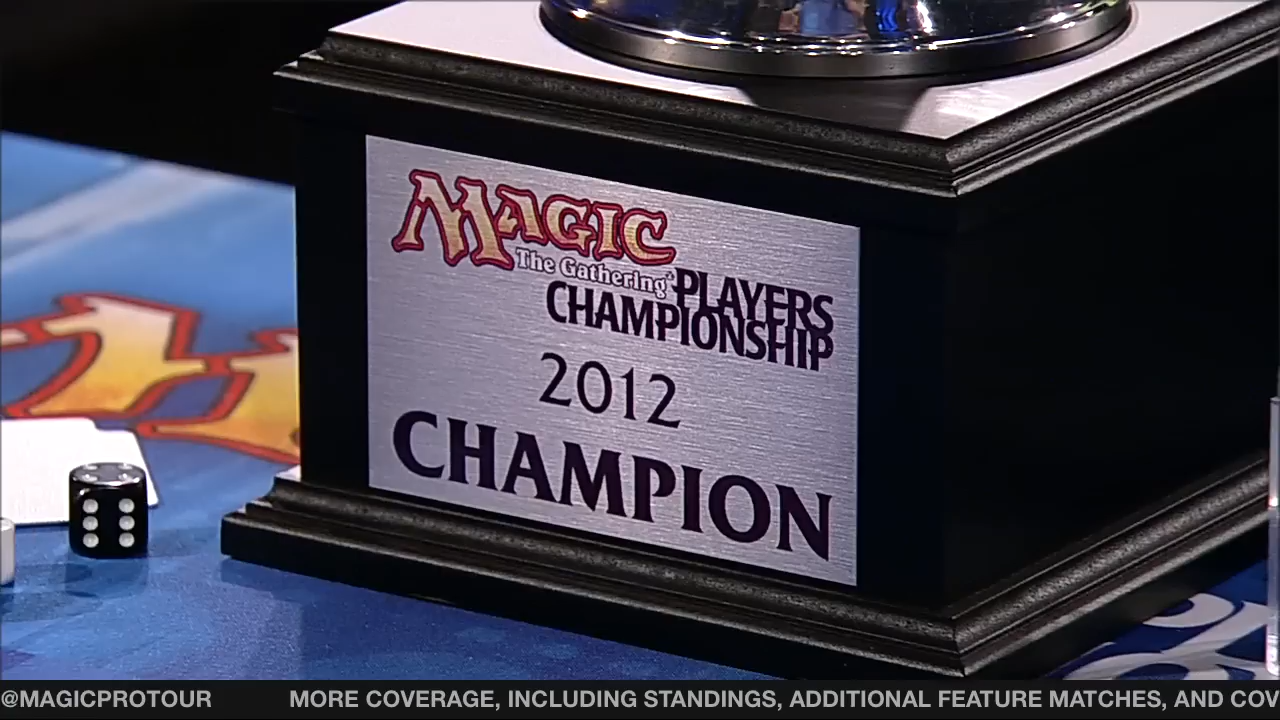 MAGIC
The Gathering®
PLAYERS
CHAMPIONSHIP
2012
CHAMPION
@MAGICPROTOUR MORE COVERAGE, INCLUDING STANDINGS, ADDITIONAL FEATURE MATCHES, AND COV